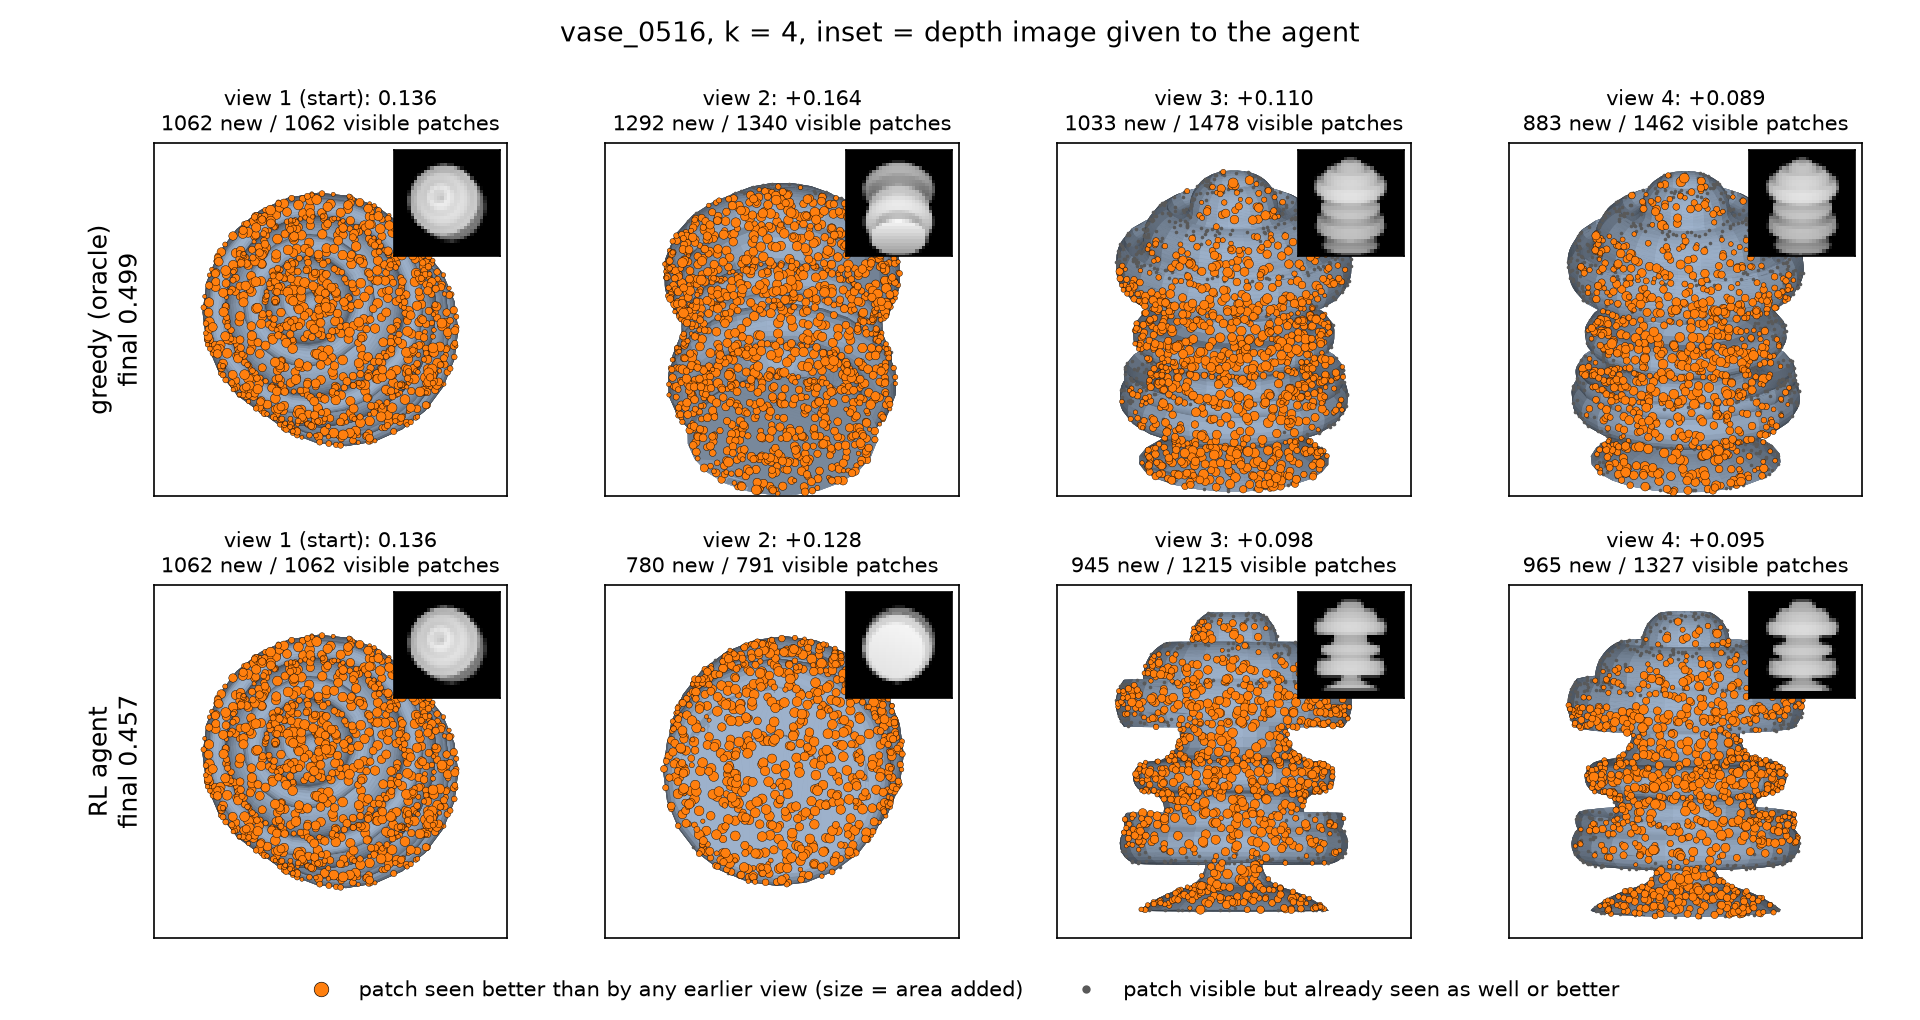 vase_0516, k = 4, inset = depth image given to the agent
view 1 (start): 0.136
1062 new / 1062 visible patches
view 2: +0.164
1292 new / 1340 visible patches
view 3: +0.110
1033 new / 1478 visible patches
view 4: +0.089
883 new / 1462 visible patches
greedy (oracle)
final 0.499
view 1 (start): 0.136
1062 new / 1062 visible patches
view 2: +0.128
780 new / 791 visible patches
view 3: +0.098
945 new / 1215 visible patches
view 4: +0.095
965 new / 1327 visible patches
RL agent
final 0.457
patch seen better than by any earlier view (size = area added)
patch visible but already seen as well or better